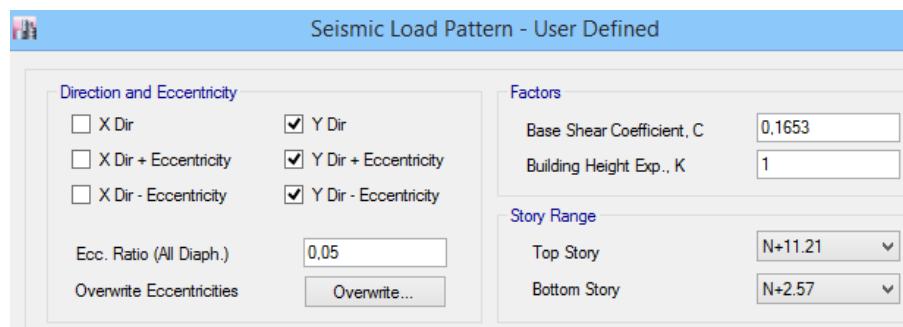 Seismic Load Pattern - User Defined
Direction and Eccentricity
X Dir
Y Dir
X Dir + Eccentricity
Y Dir + Eccentricity
X Dir - Eccentricity
Y Dir - Eccentricity
Ecc. Ratio (All Diaph.)
0,05
Overwrite Eccentricities
Overwrite...
Factors
Base Shear Coefficient, C
0,1653
Building Height Exp., K
1
Story Range
Top Story
N+11.21
Bottom Story
N+2.57